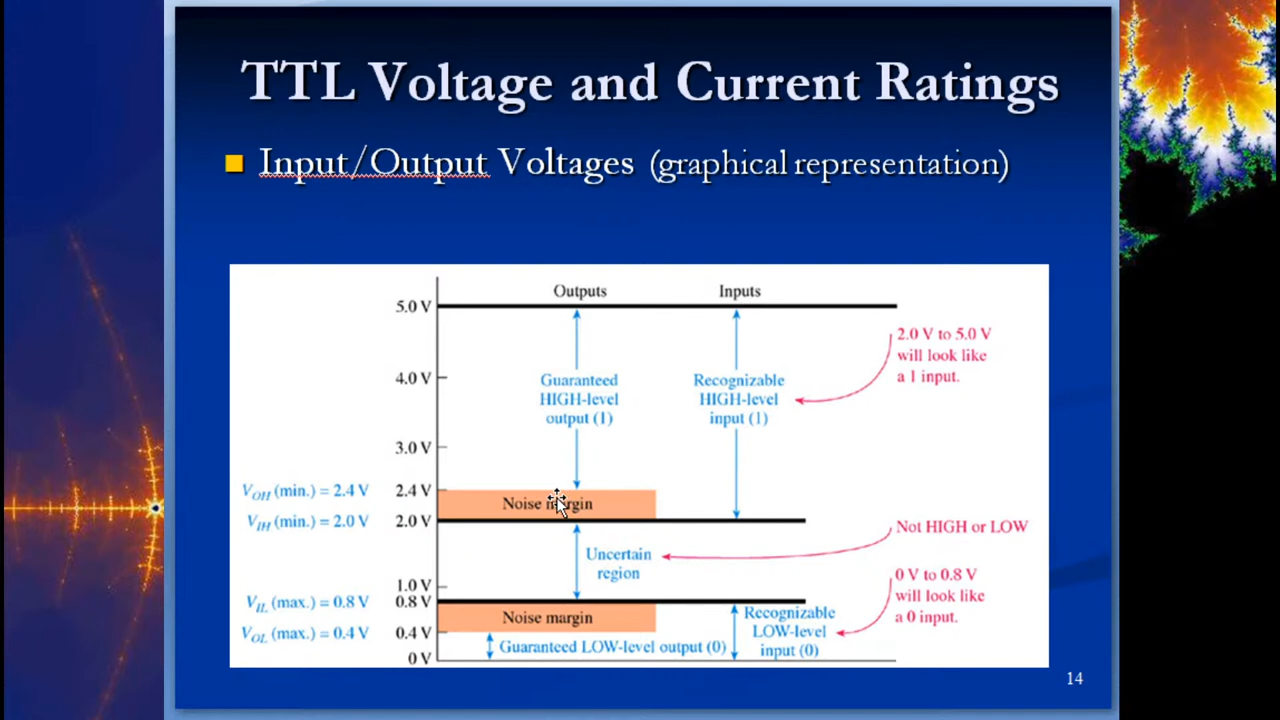 TTL Voltage and Current Ratings
Input/Output Voltages (graphical representation)
Outputs
Inputs
5.0 V
2.0 V to 5.0 V
will look like
a 1 input.
4.0 V
Guaranteed
HIGH-level
output (1)
Recognizable
HIGH-level
input (1)
3.0 V
VOH (min.) = 2.4 V
2.4 V
Noise margin
VIH (min.) = 2.0 V
2.0 V
Not HIGH or LOW
Uncertain
region
1.0 V
0 V to 0.8 V
will look like
a 0 input.
VIL (max.) = 0.8 V
0.8 V
Noise margin
Recognizable
LOW-level
input (0)
VOL (max.) = 0.4 V
0.4 V
Guaranteed LOW-level output (0)
0 V
14